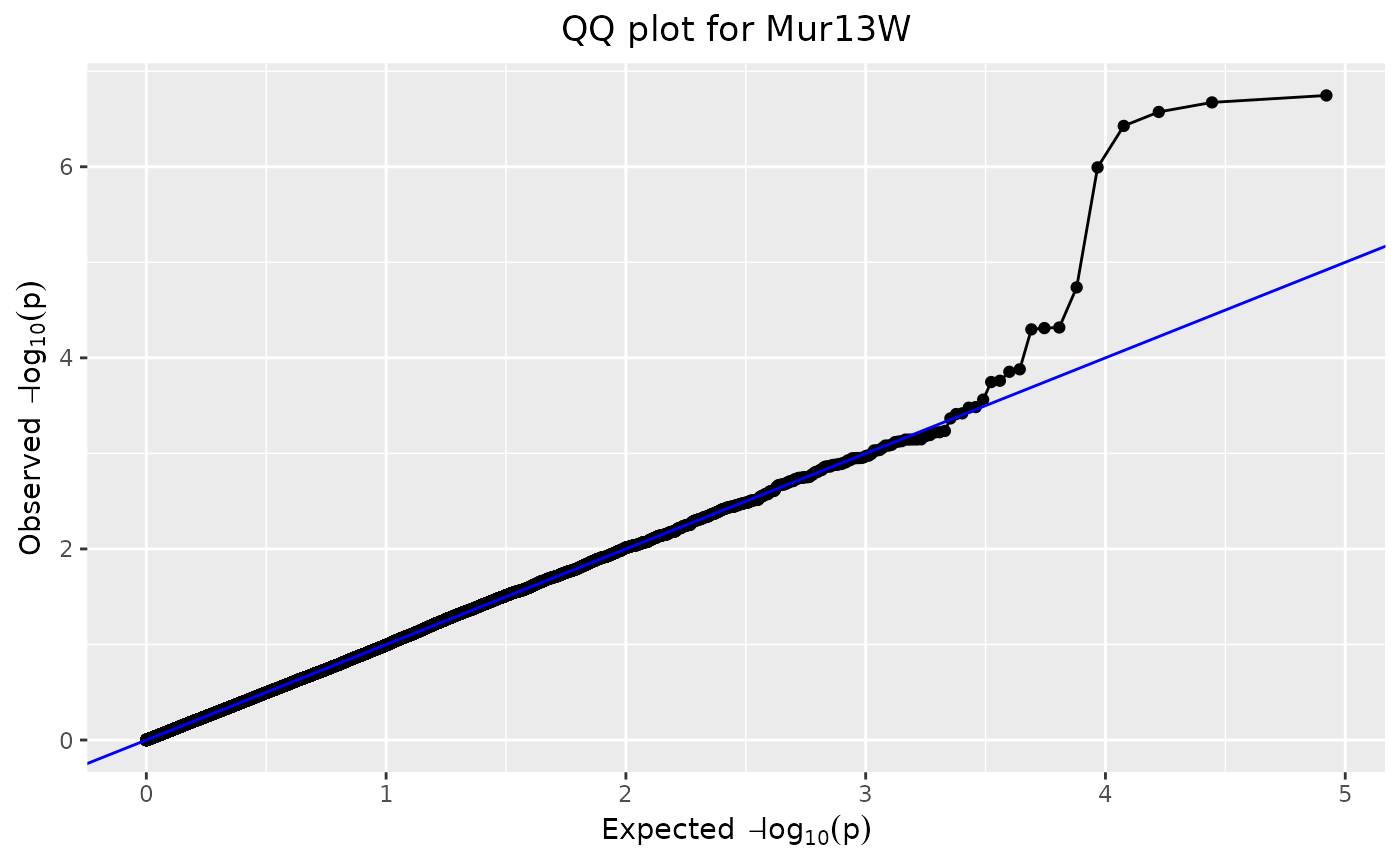 QQ plot for Mur13W
Observed −log₁₀(p)
6
4
2
0
0 1 2 3 4 5
Expected −log₁₀(p)